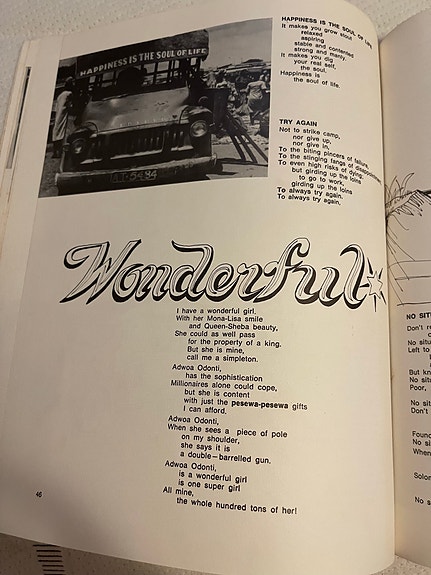 HAPPINESS IS THE SOUL OF LIFE
BEDFORD
HAPPINESS IS THE SOUL OF LIFE
It makes you grow stout
relaxed
aspiring
stable and contented
strong and manly.
It makes you dig
your real self,
the soul.
Happiness is
the soul of life.
TRY AGAIN
Not to strike camp,
nor give up,
nor give in,
To the biting pincers of failure,
To the stinging fangs of disappointment
To even high risks of dying;
but girding up the loins
to go to work,
girding up the loins
To always try again.
To always try again.
Wonderful
I have a wonderful girl.
With her Mona-Lisa smile
and Queen-Sheba beauty,
She could as well pass
for the property of a king.
But she is mine,
call me a simpleton.
Adwoa Odonti,
has the sophistication
Millionaires alone could cope,
but she is content
with just the pesewa-pesewa gifts
I can afford.
Adwoa Odonti,
When she sees a piece of pole
on my shoulder,
she says it is
a double-barrelled gun.
Adwoa Odonti,
is a wonderful girl
is one super girl
All mine,
the whole hundred tons of her!
46
NO SIT
Don't r
No situ
Left to
But kn
No situ
Poor,
No sit
Don't
Found
No si
When
Solon
No s